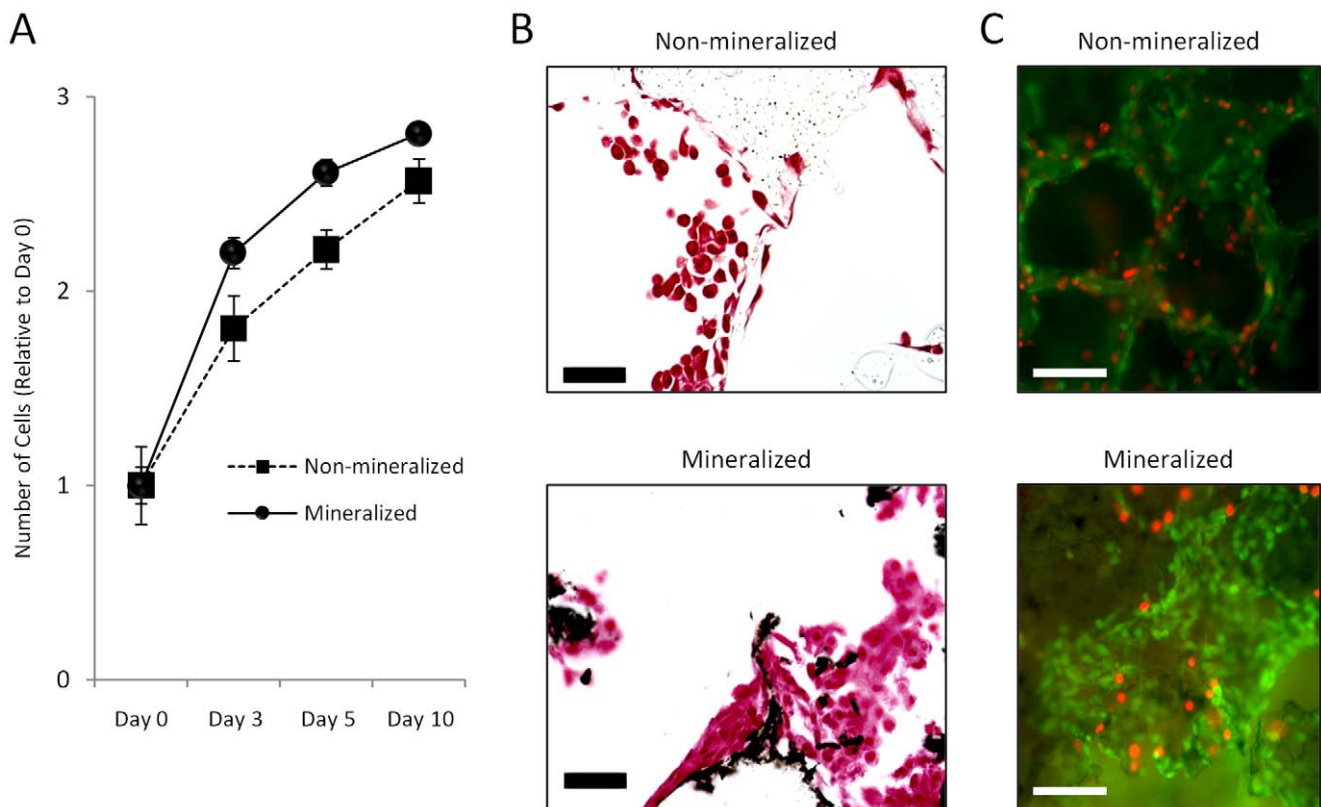 A
Number of Cells (Relative to Day 0)
3
2
1
0
Day 0
Day 3
Day 5
Day 10
Non-mineralized
Mineralized
B
Non-mineralized
Mineralized
C
Non-mineralized
Mineralized